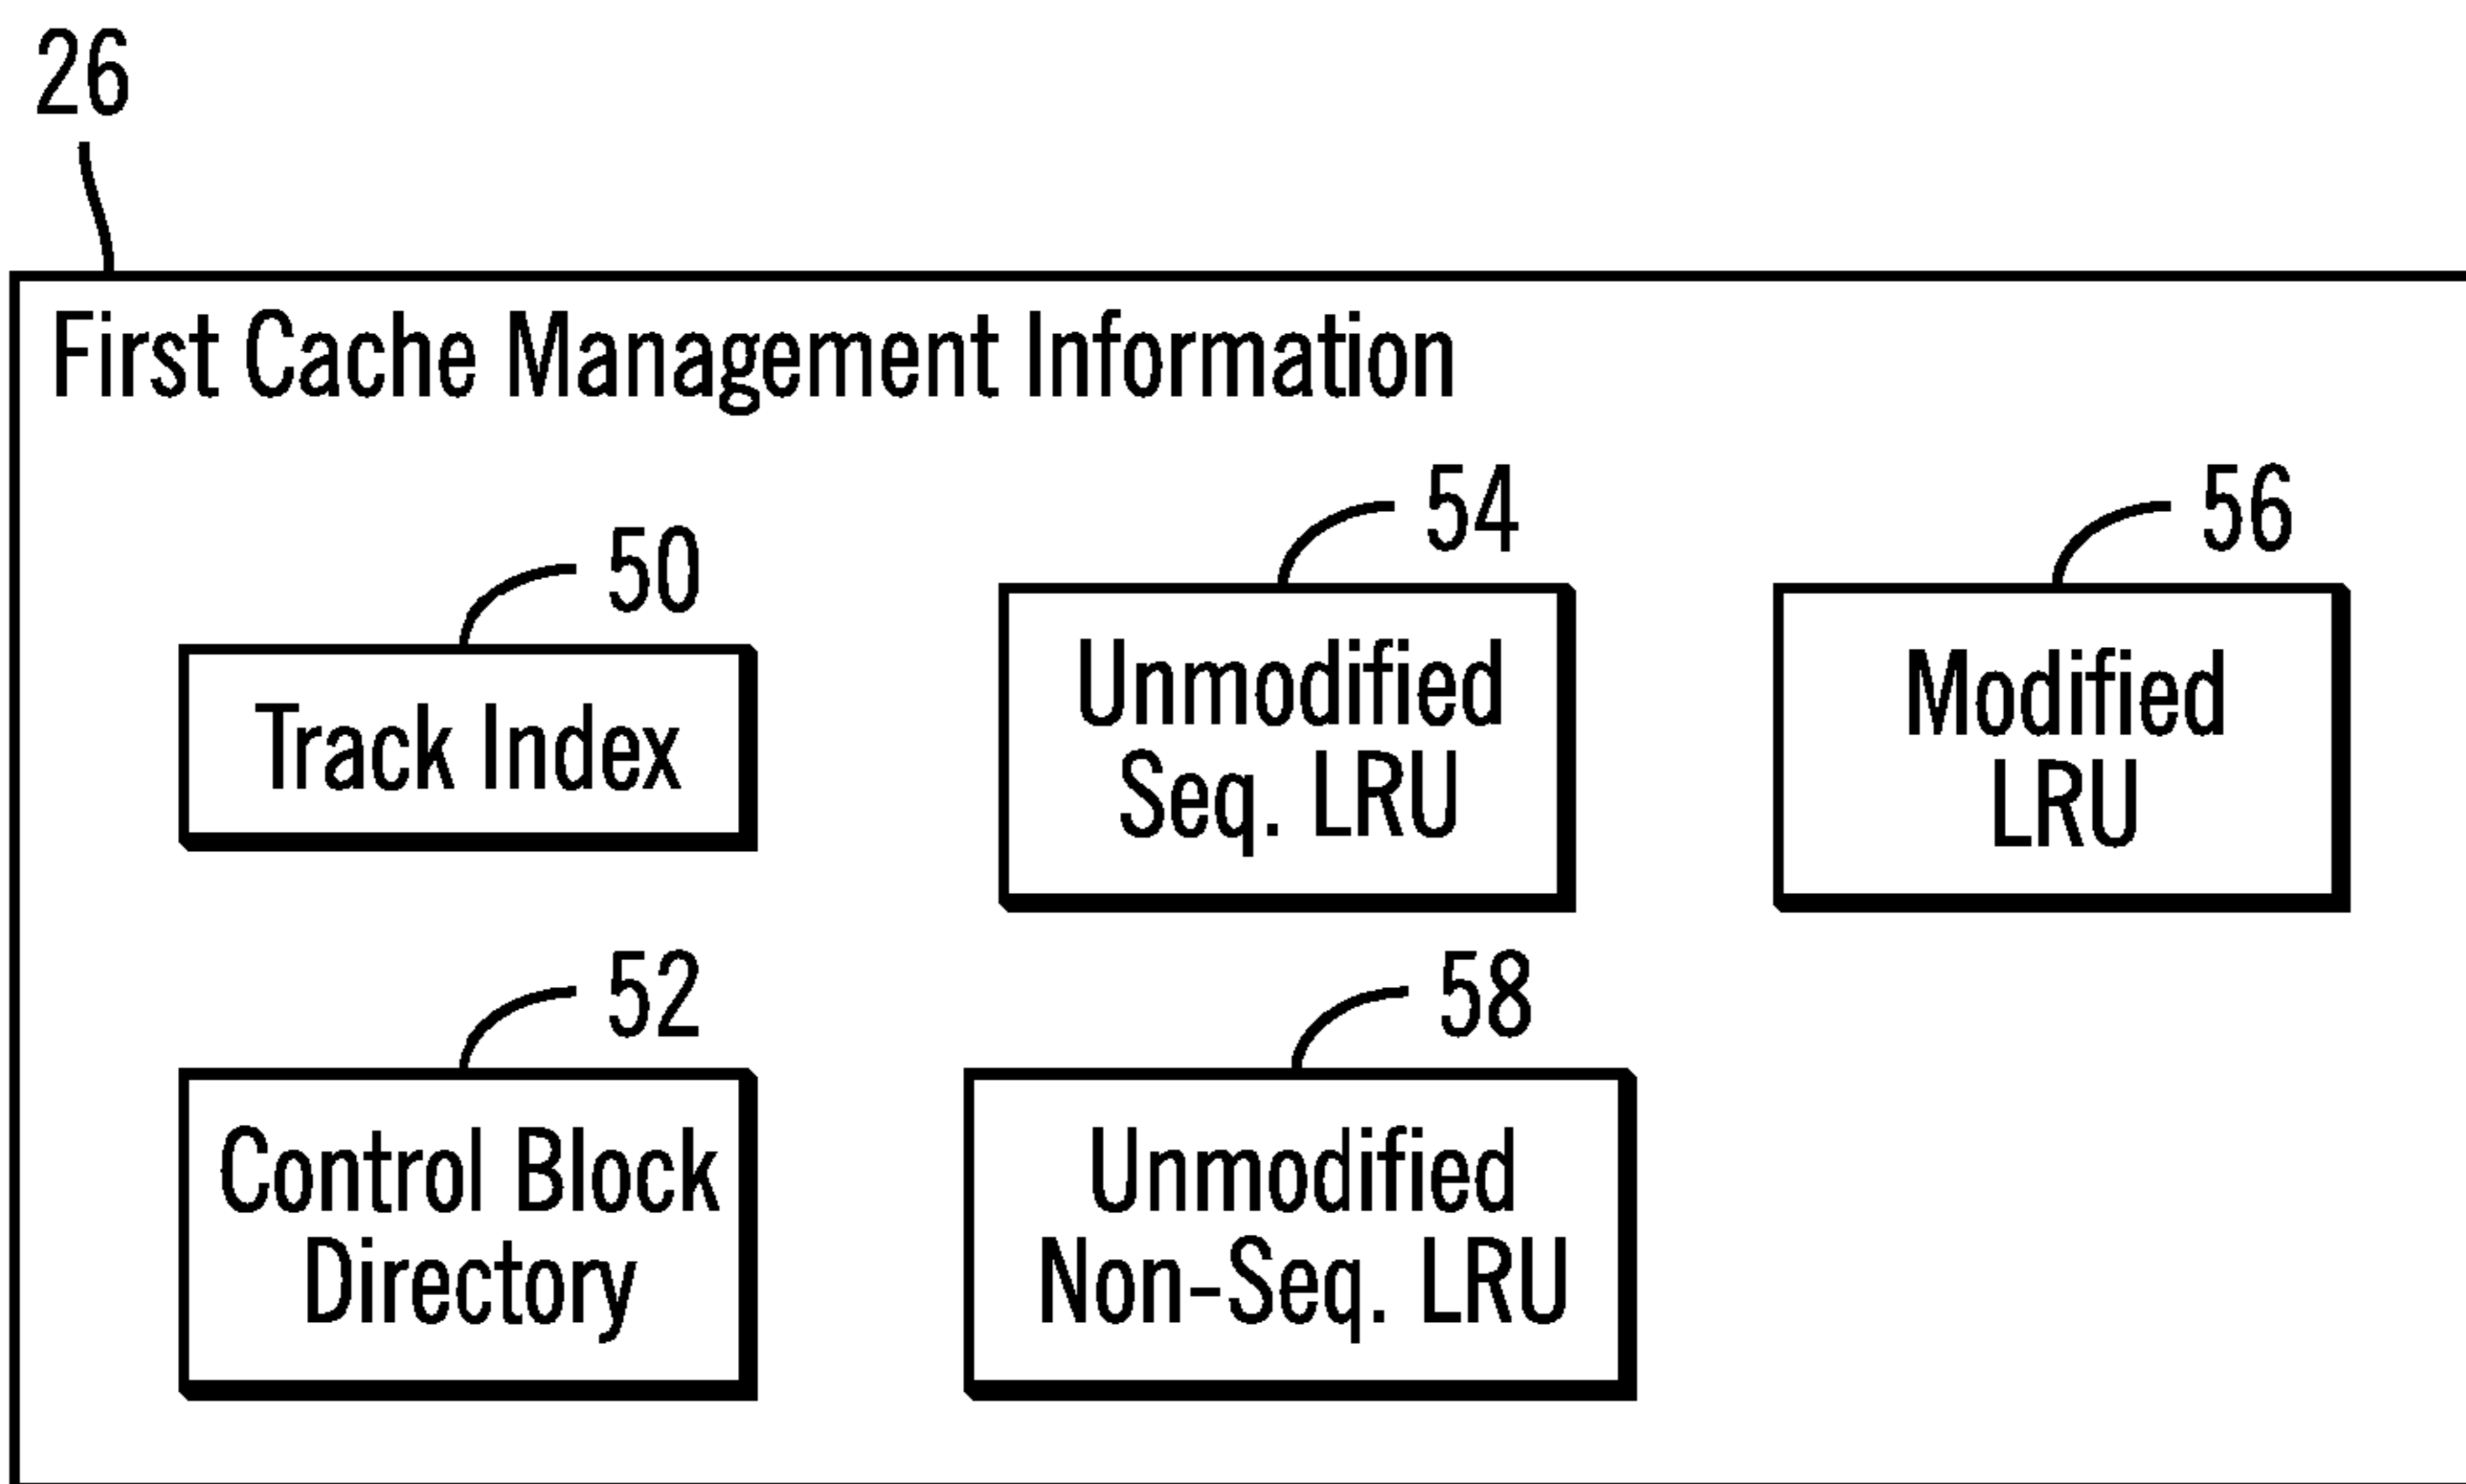 26
First Cache Management Information
50
Track Index
54
Unmodified
Seq. LRU
56
Modified
LRU
52
Control Block
Directory
58
Unmodified
Non-Seq. LRU